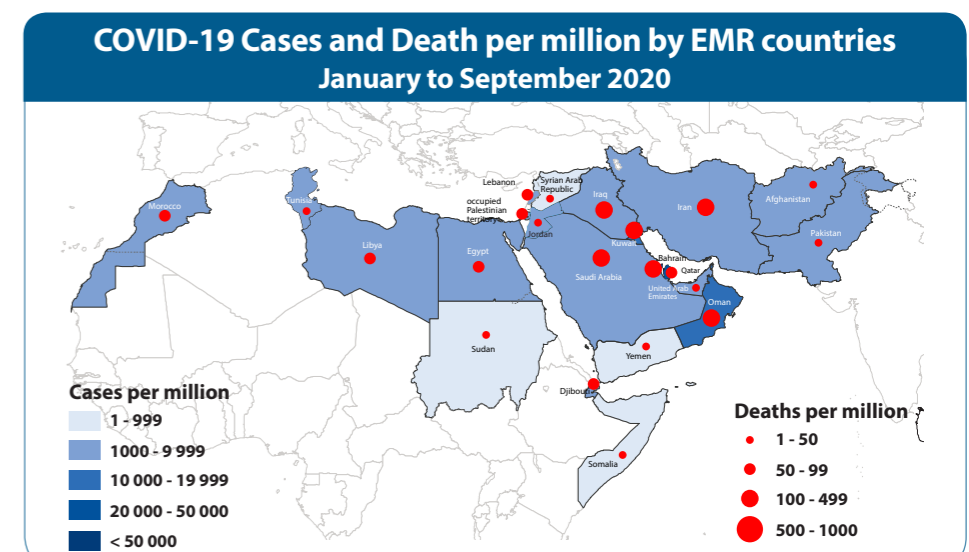 COVID-19 Cases and Death per million by EMR countries
January to September 2020
Lebanon
Syrian Arab
Republic
occupied
Palestinian
territory
Jordan
Iraq
Iran
Afghanistan
Pakistan
Morocco
Tunisia
Libya
Egypt
Kuwait
Bahrain
Qatar
Saudi Arabia
United Arab
Emirates
Oman
Sudan
Yemen
Djibouti
Somalia
Cases per million
1 - 999
1000 - 9 999
10 000 - 19 999
20 000 - 50 000
< 50 000
Deaths per million
1 - 50
50 - 99
100 - 499
500 - 1000